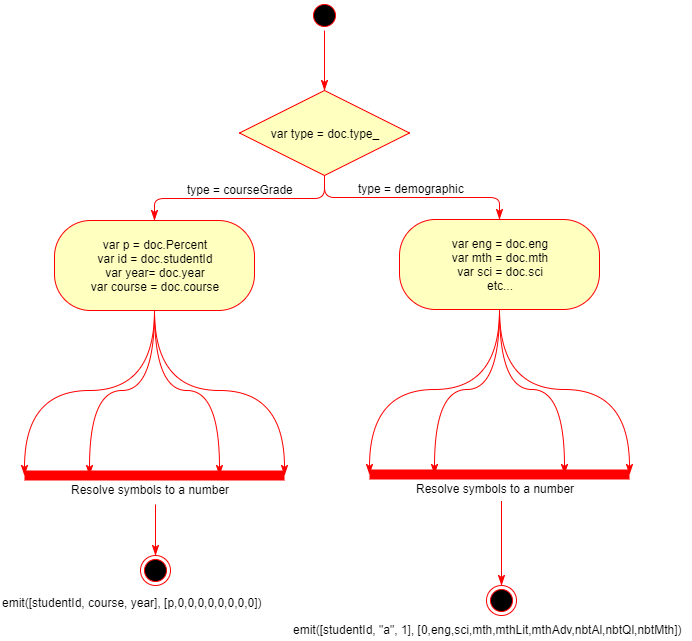 var type = doc.type_
type = courseGrade
type = demographic
var p = doc.Percent
var id = doc.studentId
var year= doc.year
var course = doc.course
var eng = doc.eng
var mth = doc.mth
var sci = doc.sci
etc...
Resolve symbols to a number
Resolve symbols to a number
emit([studentId, course, year], [p,0,0,0,0,0,0,0,0])
emit([studentId, "a", 1], [0,eng,sci,mth,mthLit,mthAdv,nbtAl,nbtQl,nbtMth])